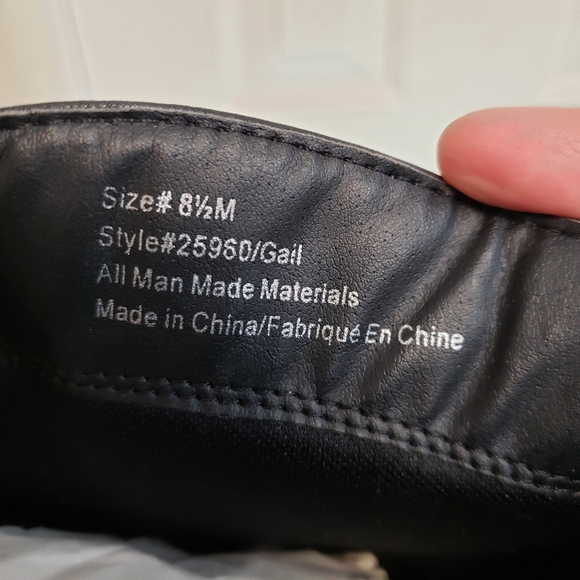 Size# 8½M
Style#25960/Gail
All Man Made Materials
Made in China/Fabriqué En Chine